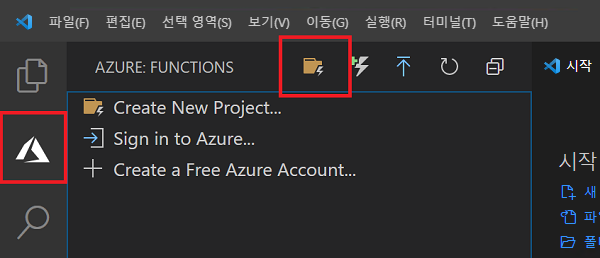 파일(F) 편집(E) 선택 영역(S) 보기(V) 이동(G) 실행(R) 터미널(T) 도움말(H)
AZURE: FUNCTIONS
시작
Create New Project...
Sign in to Azure...
Create a Free Azure Account...
시작
새
파
폴